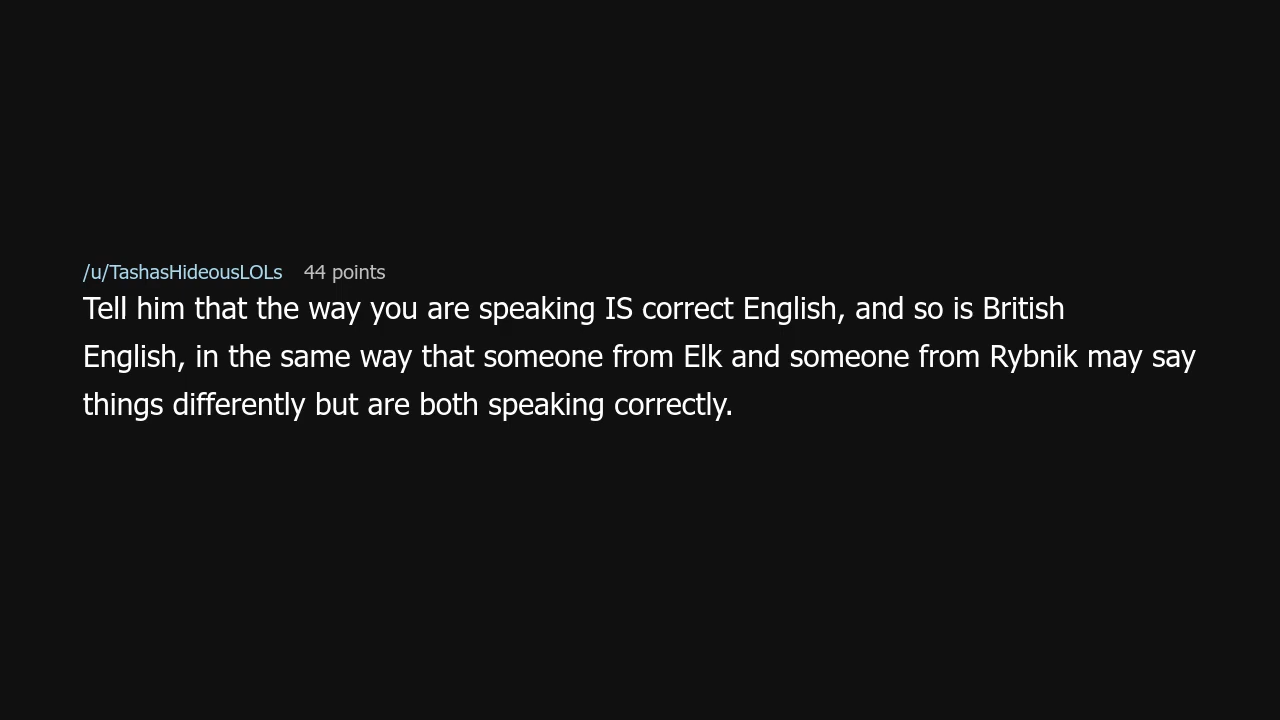 /u/TashasHideousLOLs 44 points
Tell him that the way you are speaking IS correct English, and so is British
English, in the same way that someone from Elk and someone from Rybnik may say
things differently but are both speaking correctly.